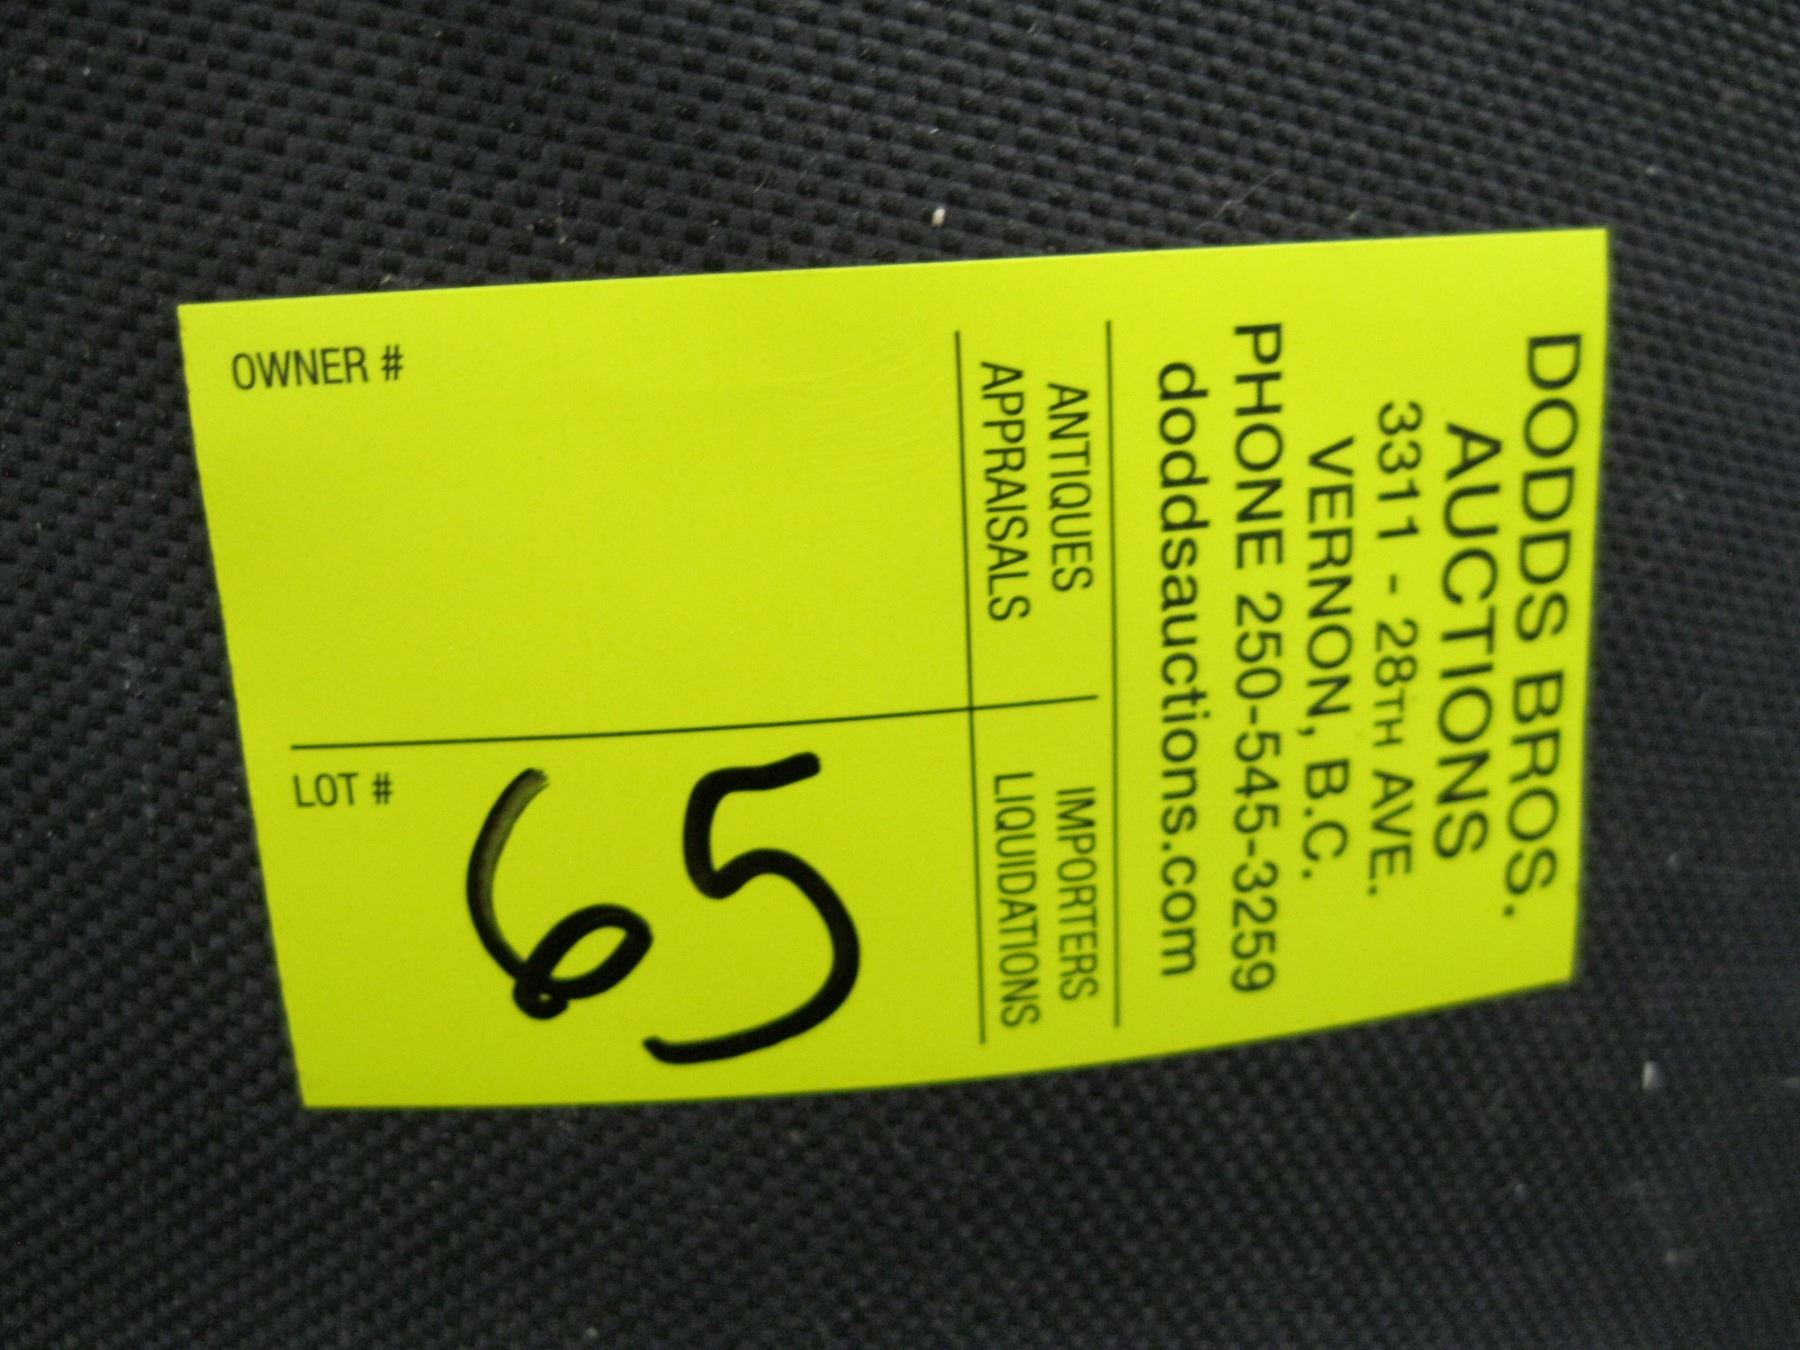 DODDS BROS.
AUCTIONS
3311 - 28TH AVE.
VERNON, B.C.
PHONE 250-545-3259
doddsauctions.com
ANTIQUES
APPRAISALS
IMPORTERS
LIQUIDATIONS
OWNER #
LOT #
65